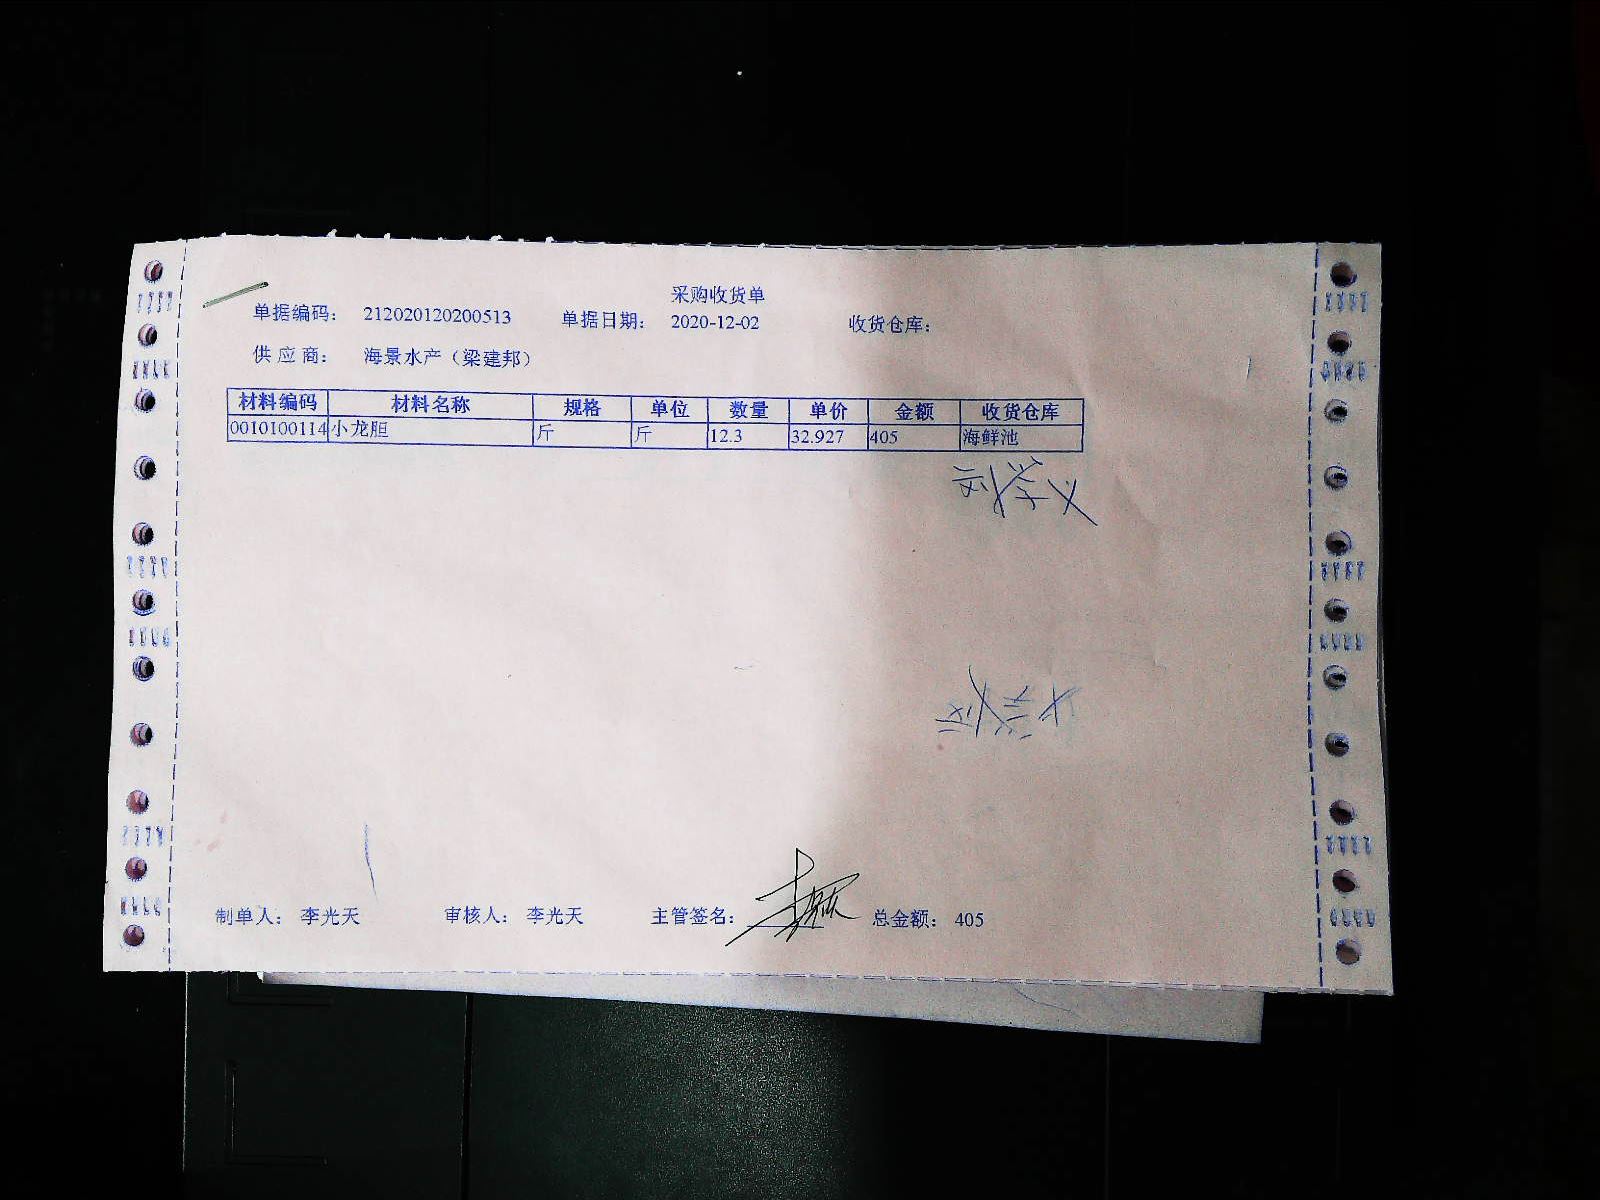 采购收货单
单据编码： 212020120200513 单据日期： 2020-12-02 收货仓库：
供应商： 海景水产（梁建邦）
材料编码 材料名称 规格 单位 数量 单价 金额 收货仓库
0010100114 小龙胆 斤 斤 12.3 32.927 405 海鲜池
制单人： 李光天 审核人： 李光天 主管签名： 总金额： 405